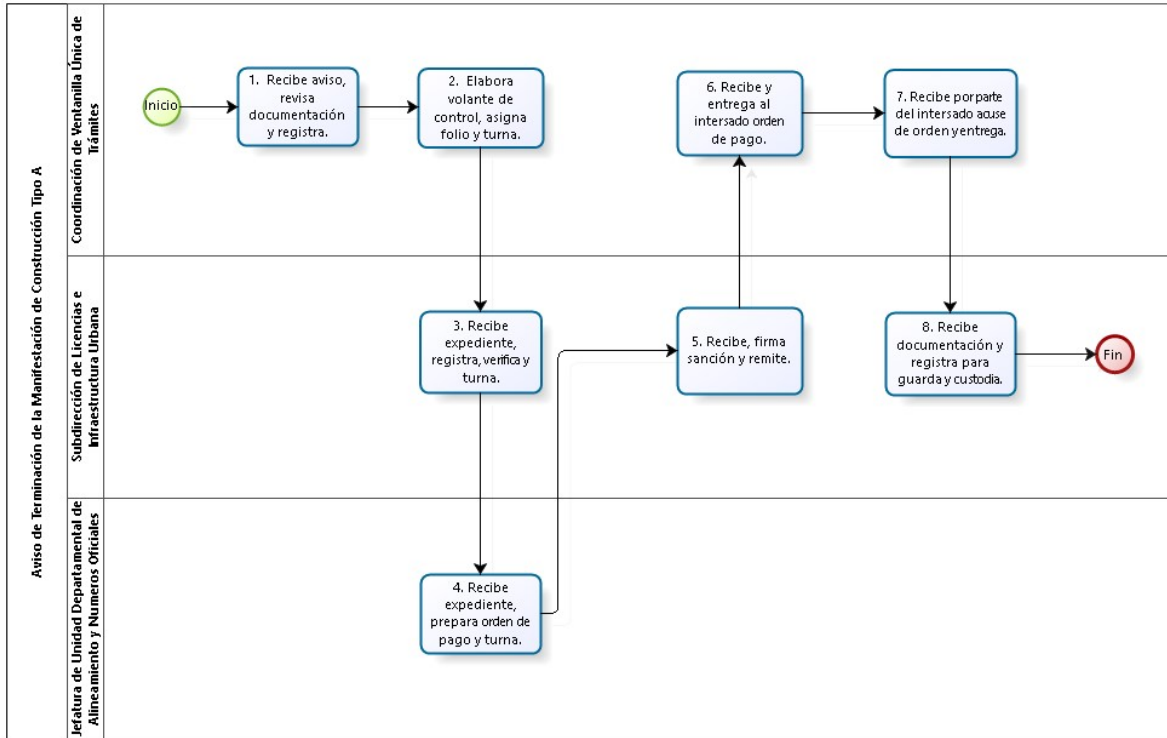 Aviso de Terminación de la Manifestación de Construcción Tipo A
Coordinación de Ventanilla Única de
Trámites
Inicio
1. Recibe aviso,
revisa
documentación
y registra.
2. Elabora
volante de
control, asigna
folio y turna.
6. Recibe y
entrega al
intersado orden
de pago.
7. Recibe por parte
del intersado acuse
de orden y entrega.
Subdirección de Licencias e
Infraestructura Urbana
3. Recibe
expediente,
registra, verifica y
turna.
5. Recibe, firma
sanción y remite.
8. Recibe
documentación y
registra para
guarda y custodia.
Fin
Jefatura de Unidad Departamental de
Alineamiento y Numeros Oficiales
4. Recibe
expediente,
prepara orden de
pago y turna.